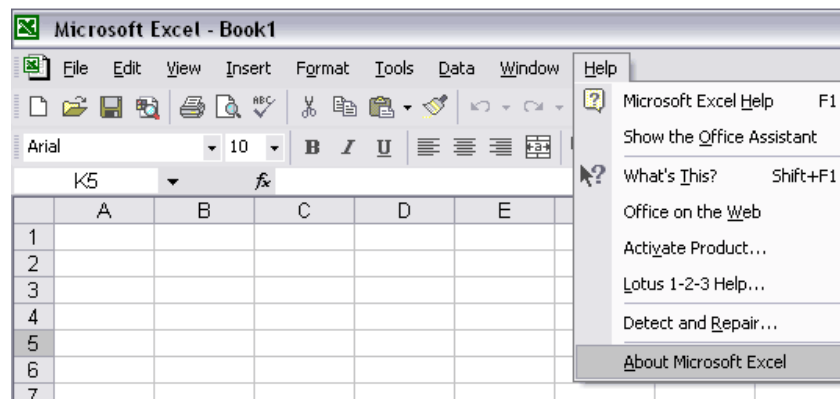 Microsoft Excel - Book1
File Edit View Insert Format Tools Data Window Help
Microsoft Excel Help F1
ABC
Show the Office Assistant
Arial 10 B I U
What's This? Shift+F1
K5 fx
Office on the Web
A B C D E
1
Activate Product...
2
Lotus 1-2-3 Help...
3
4
Detect and Repair...
5
About Microsoft Excel
6
7